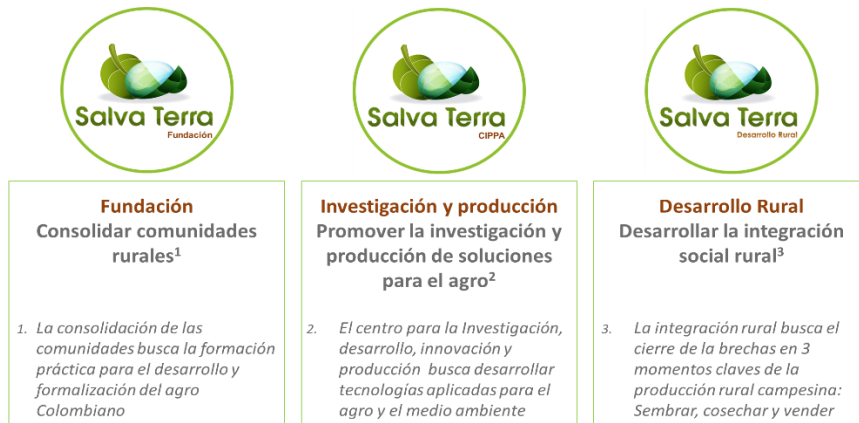 Salva Terra
Fundación
Salva Terra
CIPPA
Salva Terra
Desarrollo Rural
Fundación
Consolidar comunidades
rurales¹
1. La consolidación de las
comunidades busca la formación
práctica para el desarrollo y
formalización del agro
Colombiano
Investigación y producción
Promover la investigación y
producción de soluciones
para el agro²
2. El centro para la Investigación,
desarrollo, innovación y
producción busca desarrollar
tecnologías aplicadas para el
agro y el medio ambiente
Desarrollo Rural
Desarrollar la integración
social rural³
3. La integración rural busca el
cierre de la brechas en 3
momentos claves de la
producción rural campesina:
Sembrar, cosechar y vender